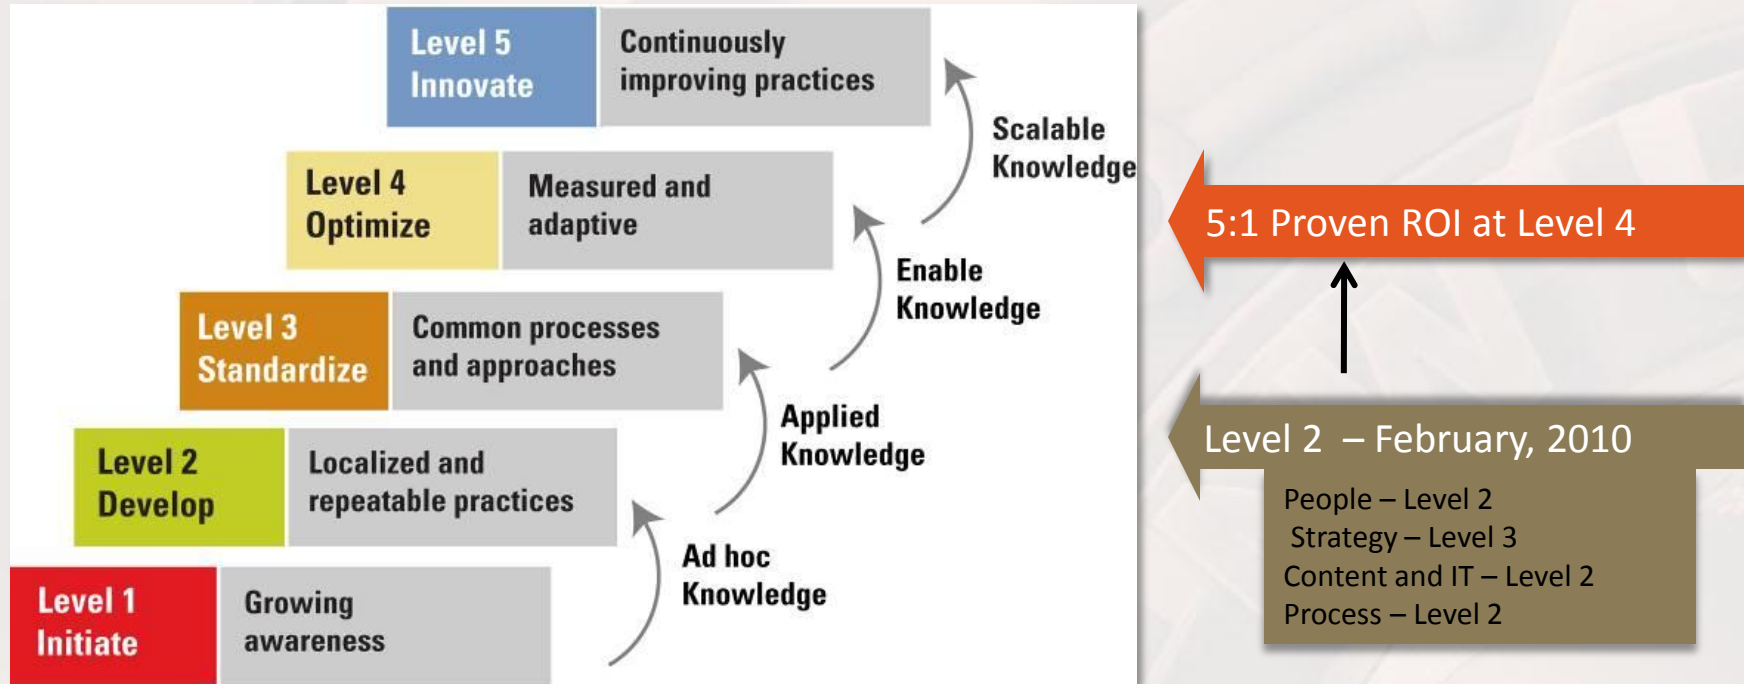 Level 5
Innovate
Continuously
improving practices
Scalable
Knowledge
Level 4
Optimize
Measured and
adaptive
Enable
Knowledge
Level 3
Standardize
Common processes
and approaches
Applied
Knowledge
Level 2
Develop
Localized and
repeatable practices
Ad hoc
Knowledge
Level 1
Initiate
Growing
awareness
5:1 Proven ROI at Level 4
Level 2 – February, 2010
People – Level 2
Strategy – Level 3
Content and IT – Level 2
Process – Level 2